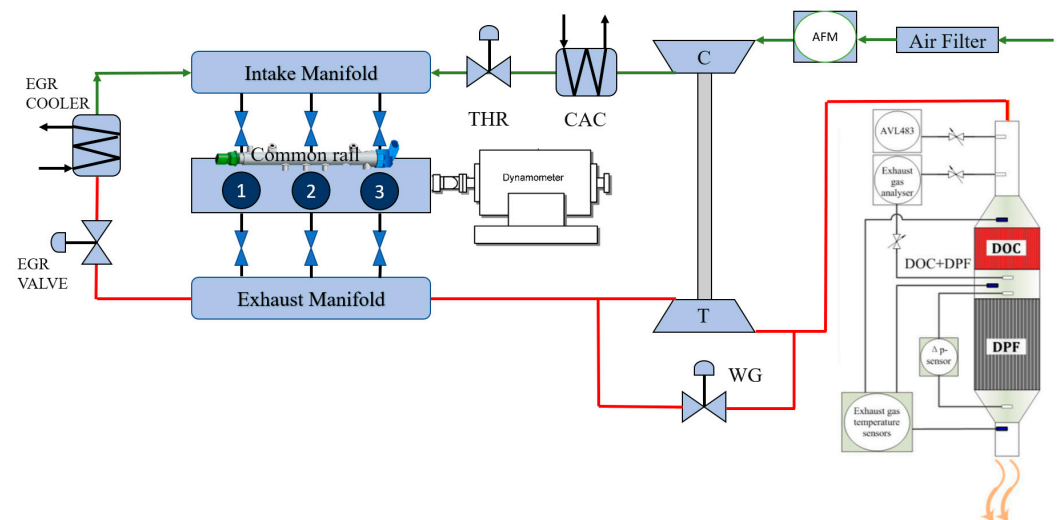 AFM
Air Filter
C
Intake Manifold
THR
CAC
EGR
COOLER
Common rail
1
2
3
Dynamometer
EGR
VALVE
Exhaust Manifold
T
WG
AVL483
Exhaust
gas
analyser
DOC
DOC+DPF
DPF
Δ p-
sensor
Exhaust gas
temperature
sensors